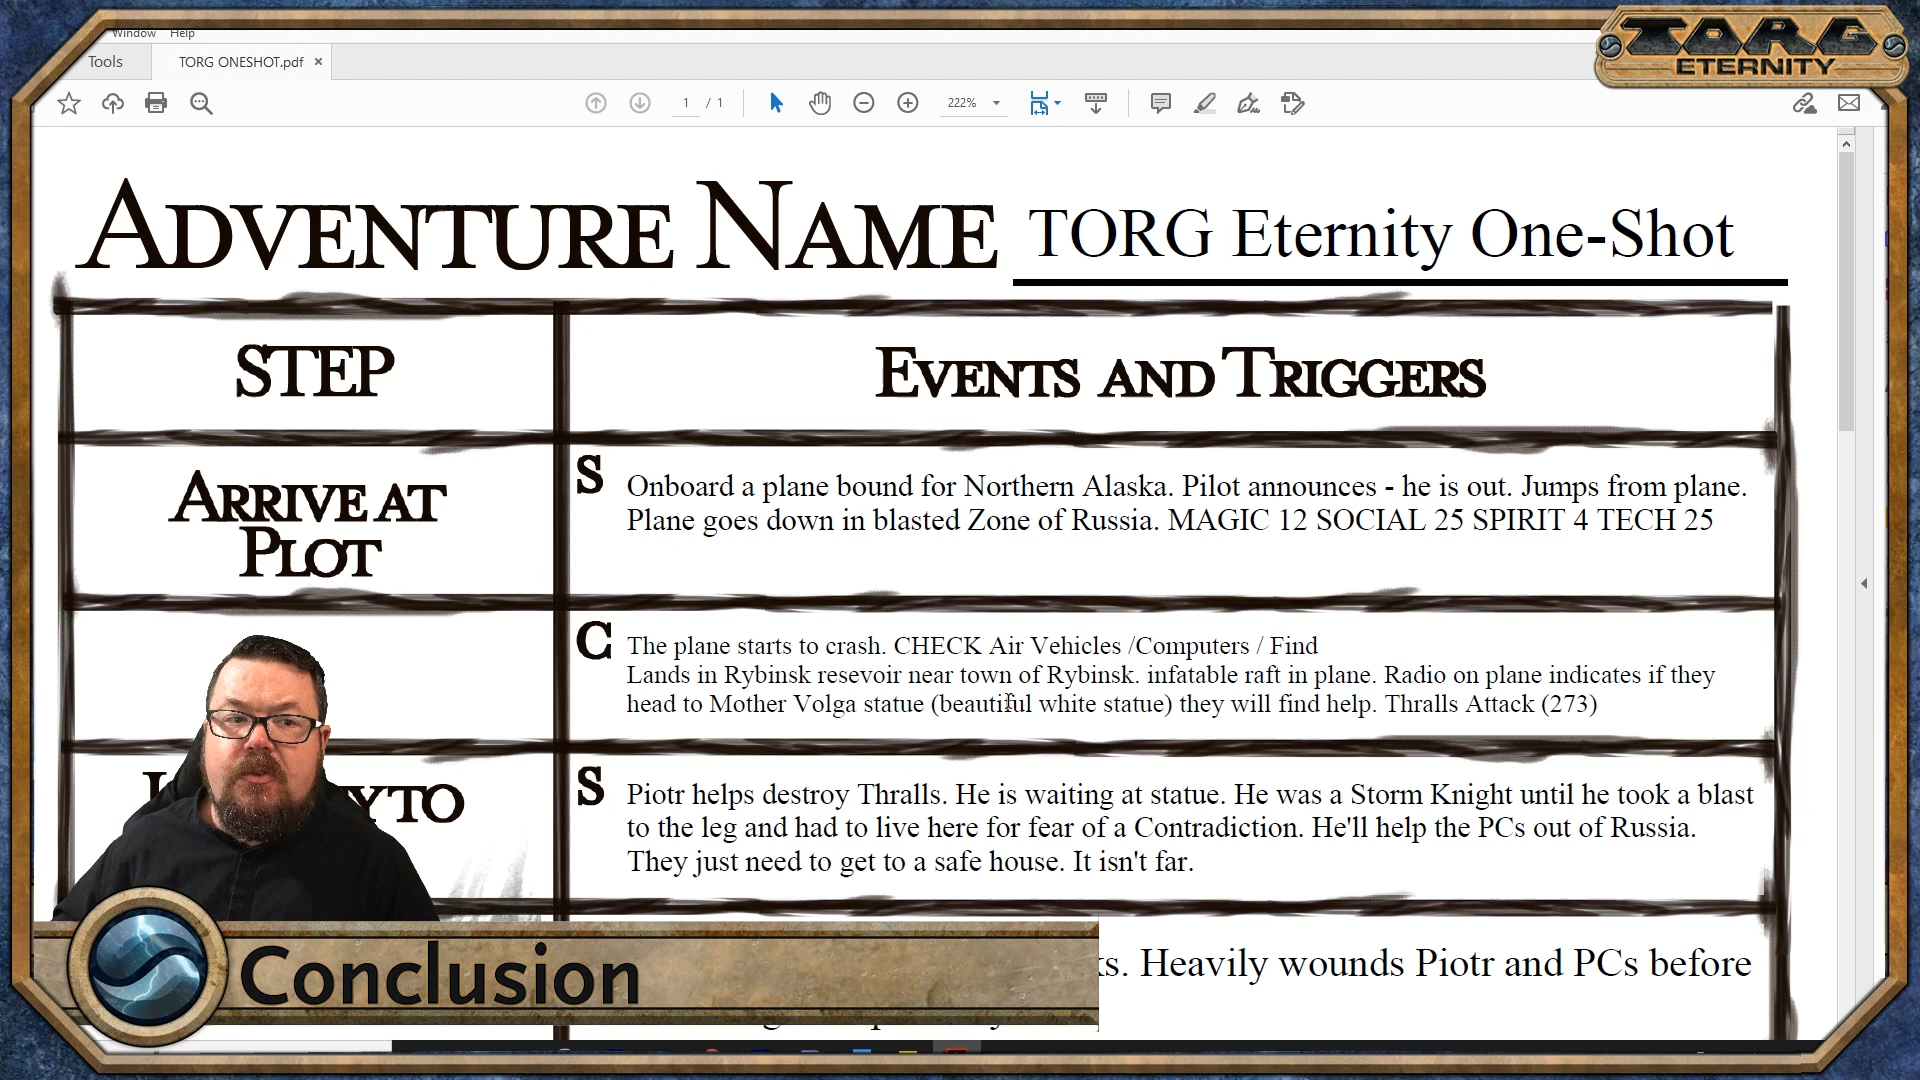 Window Help
TORG ETERNITY
Tools TORG ONESHOT.pdf ×
1 / 1 222%
ADVENTURE NAME TORG Eternity One-Shot
STEP EVENTS AND TRIGGERS
ARRIVE AT
PLOT
S Onboard a plane bound for Northern Alaska. Pilot announces - he is out. Jumps from plane.
Plane goes down in blasted Zone of Russia. MAGIC 12 SOCIAL 25 SPIRIT 4 TECH 25
C The plane starts to crash. CHECK Air Vehicles /Computers / Find
Lands in Rybinsk resevoir near town of Rybinsk. infatable raft in plane. Radio on plane indicates if they
head to Mother Volga statue (beautiful white statue) they will find help. Thralls Attack (273)
TO
S Piotr helps destroy Thralls. He is waiting at statue. He was a Storm Knight until he took a blast
to the leg and had to live here for fear of a Contradiction. He'll help the PCs out of Russia.
They just need to get to a safe house. It isn't far.
Heavily wounds Piotr and PCs before
Conclusion